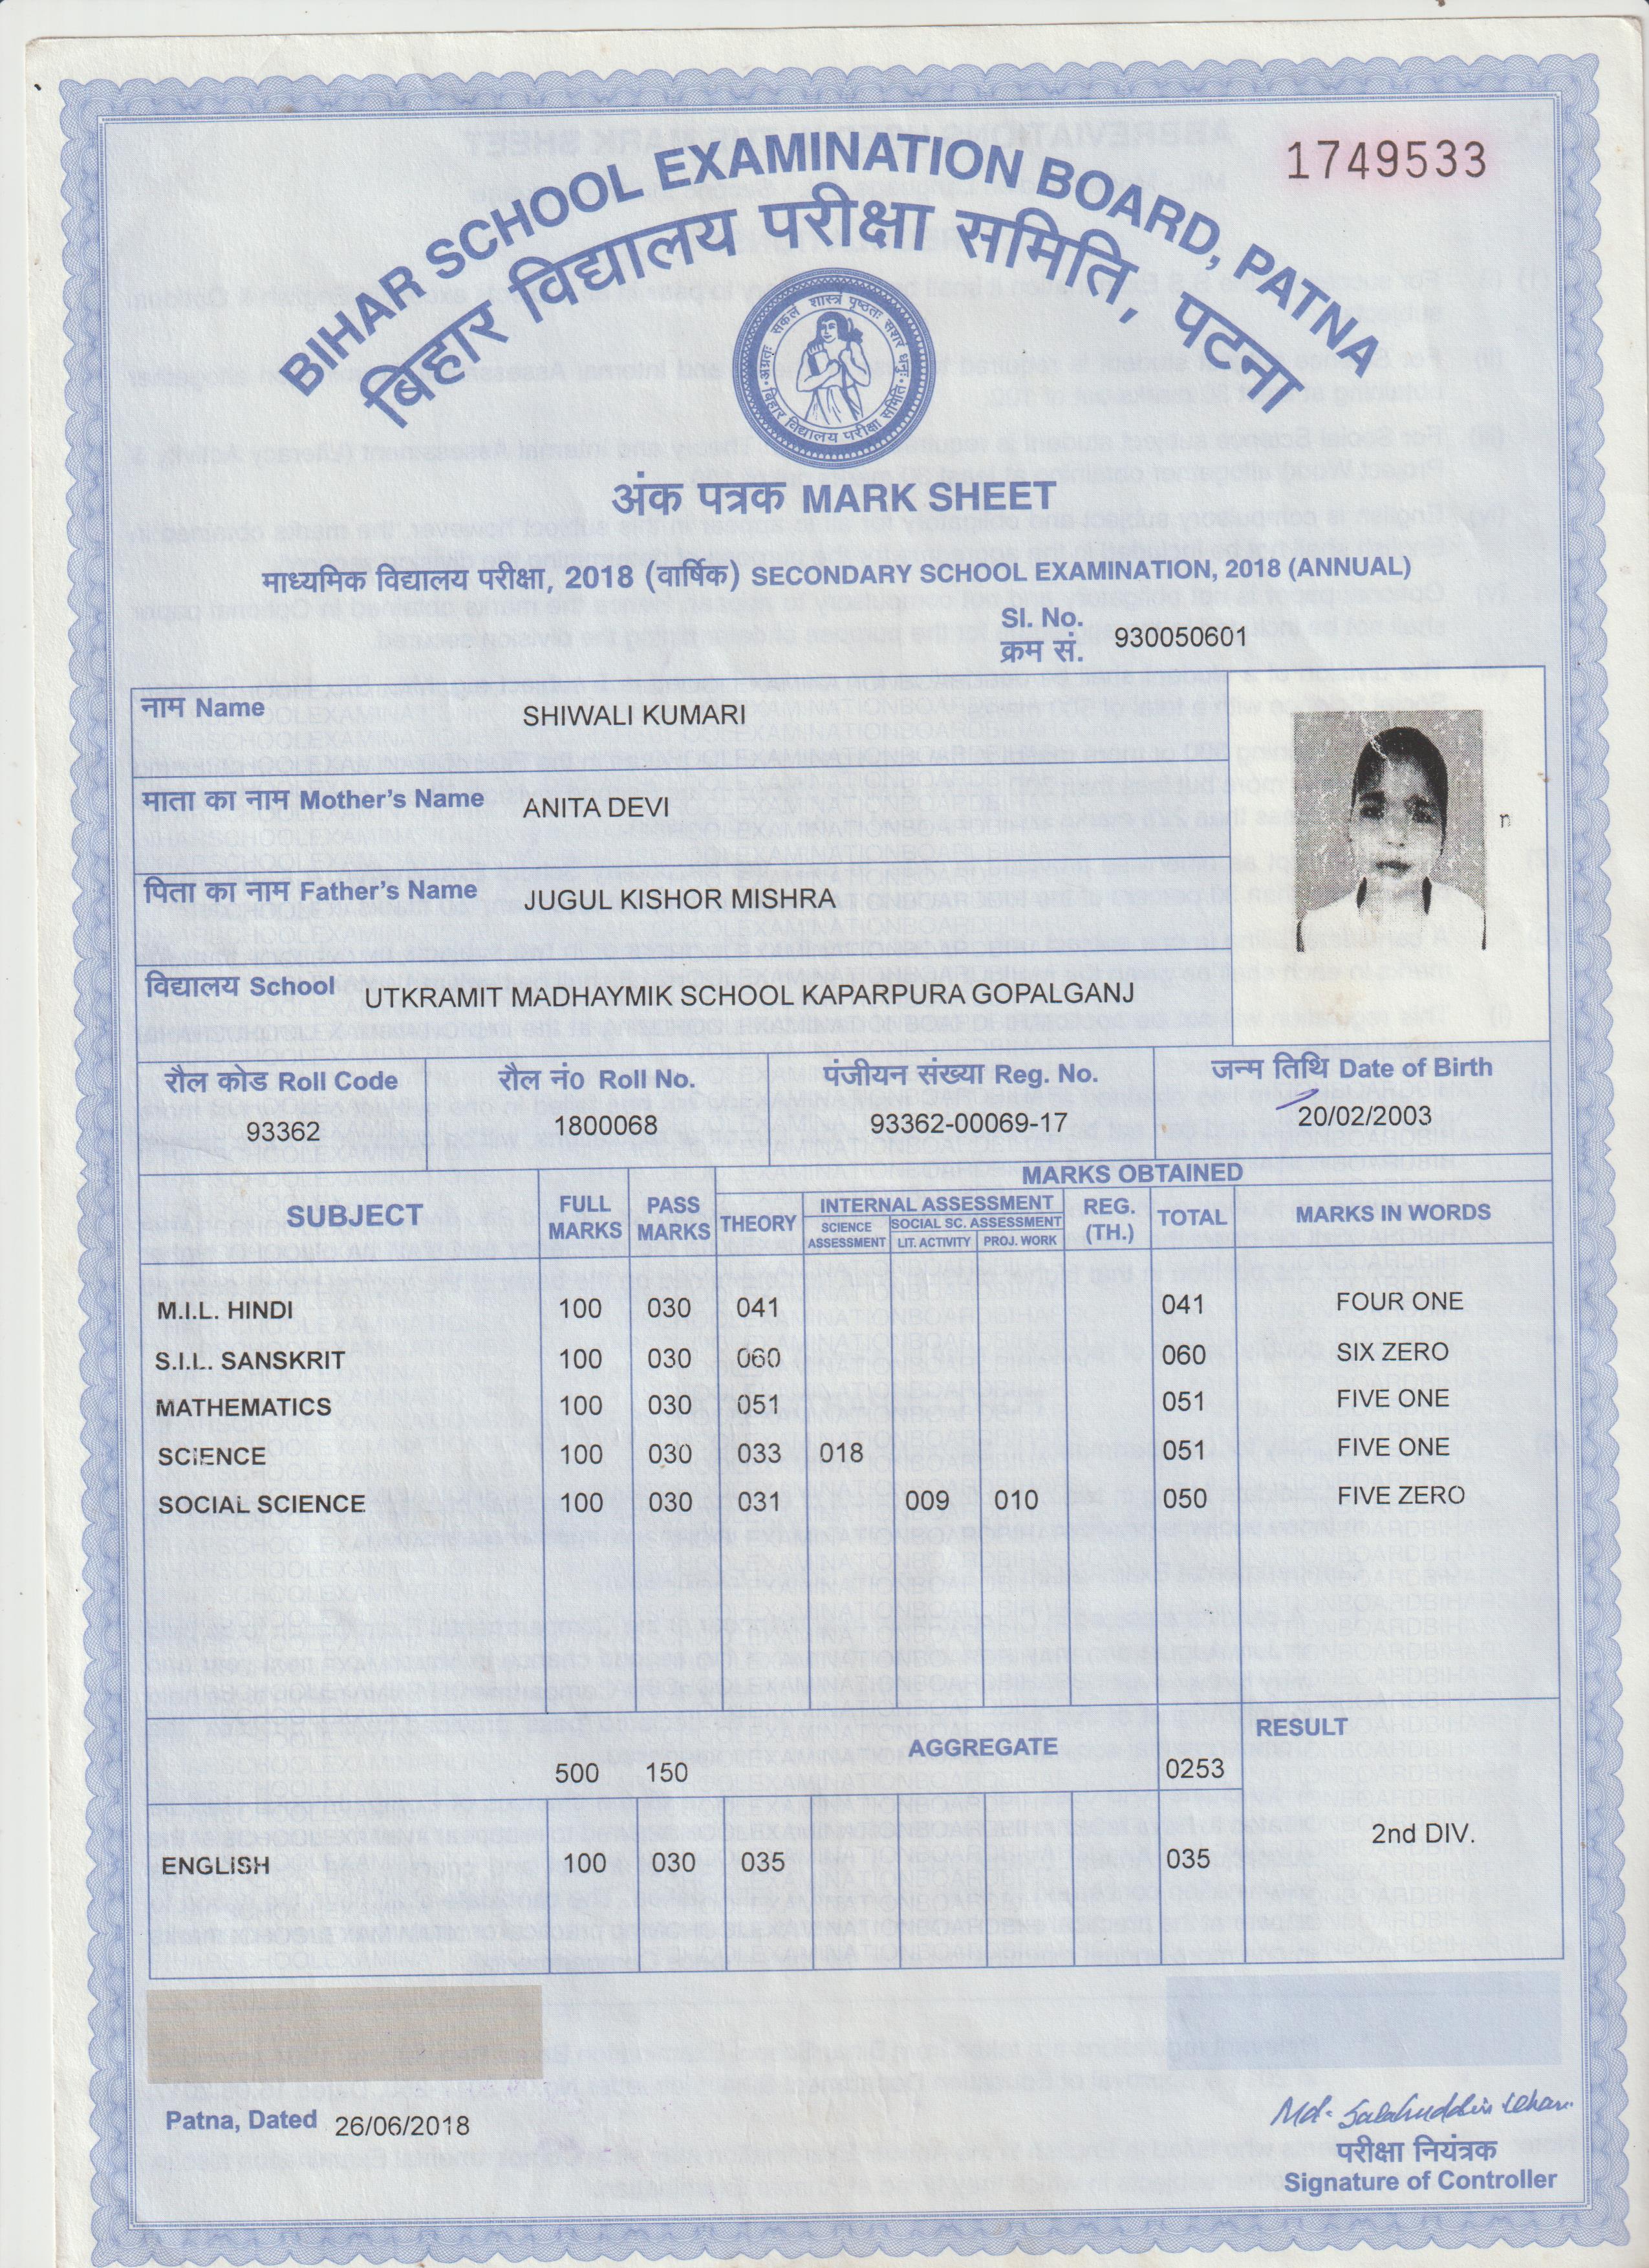 1749533
BIHAR SCHOOL EXAMINATION BOARD, PATNA
बिहार विद्यालय परीक्षा समिति, पटना
बिहार विद्यालय परीक्षा समिति
अंक पत्रक MARK SHEET
माध्यमिक विद्यालय परीक्षा, 2018 (वार्षिक) SECONDARY SCHOOL EXAMINATION, 2018 (ANNUAL)
Sl. No.
क्रम सं. 930050601
नाम Name SHIWALI KUMARI
माता का नाम Mother's Name ANITA DEVI
n
पिता का नाम Father's Name JUGUL KISHOR MISHRA
विद्यालय School UTKRAMIT MADHAYMIK SCHOOL KAPARPURA GOPALGANJ
रौल कोड Roll Code रौल नं० Roll No. पंजीयन संख्या Reg. No. जन्म तिथि Date of Birth
93362 1800068 93362-00069-17 20/02/2003
MARKS OBTAINED
SUBJECT FULL MARKS PASS MARKS THEORY INTERNAL ASSESSMENT REG. (TH.) TOTAL MARKS IN WORDS
SCIENCE ASSESSMENT SOCIAL SC. ASSESSMENT
LIT. ACTIVITY PROJ. WORK
M.I.L. HINDI 100 030 041 041 FOUR ONE
S.I.L. SANSKRIT 100 030 060 060 SIX ZERO
MATHEMATICS 100 030 051 051 FIVE ONE
SCIENCE 100 030 033 018 051 FIVE ONE
SOCIAL SCIENCE 100 030 031 009 010 050 FIVE ZERO
AGGREGATE RESULT
500 150 0253
2nd DIV.
ENGLISH 100 030 035 035
Patna, Dated 26/06/2018
Md. Salahuddin Khan
परीक्षा नियंत्रक
Signature of Controller